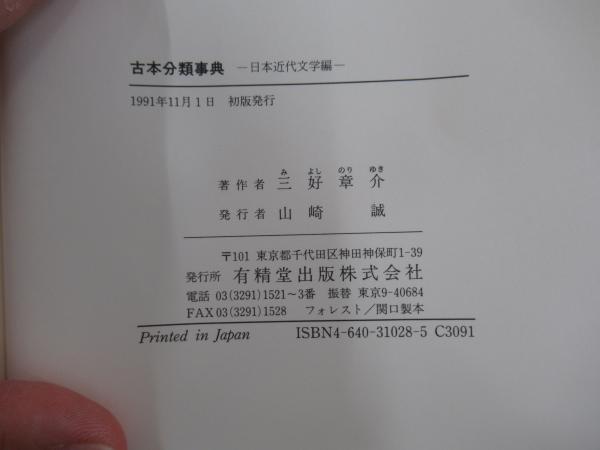 古本分類事典 ―日本近代文学編―
1991年11月1日 初版発行
み よし のり ゆき
著作者 三好章介
発行者 山崎 誠
〒101 東京都千代田区神田神保町1-39
発行所 有精堂出版株式会社
電話 03(3291)1521～3番 振替 東京9-40684
FAX 03(3291)1528 フォレスト/関口製本
Printed in Japan ISBN4-640-31028-5 C3091